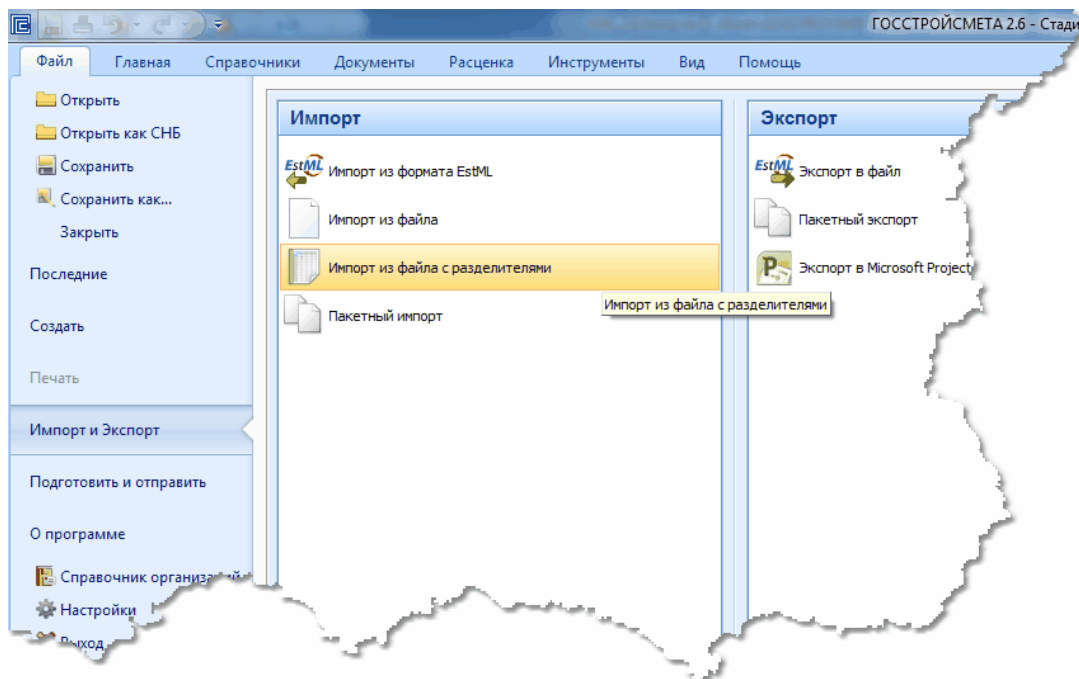 ГОССТРОЙСМЕТА 2.6 - Стади
Файл Главная Справочники Документы Расценка Инструменты Вид Помощь
Открыть
Открыть как СНБ
Сохранить
Сохранить как...
Закрыть
Последние
Создать
Печать
Импорт и Экспорт
Подготовить и отправить
О программе
Справочник организаций
Настройки
Выход
Импорт
EstML Импорт из формата EstML
Импорт из файла
Импорт из файла с разделителями
Импорт из файла с разделителями
Пакетный импорт
Экспорт
EstML Экспорт в файл
Пакетный экспорт
Экспорт в Microsoft Project